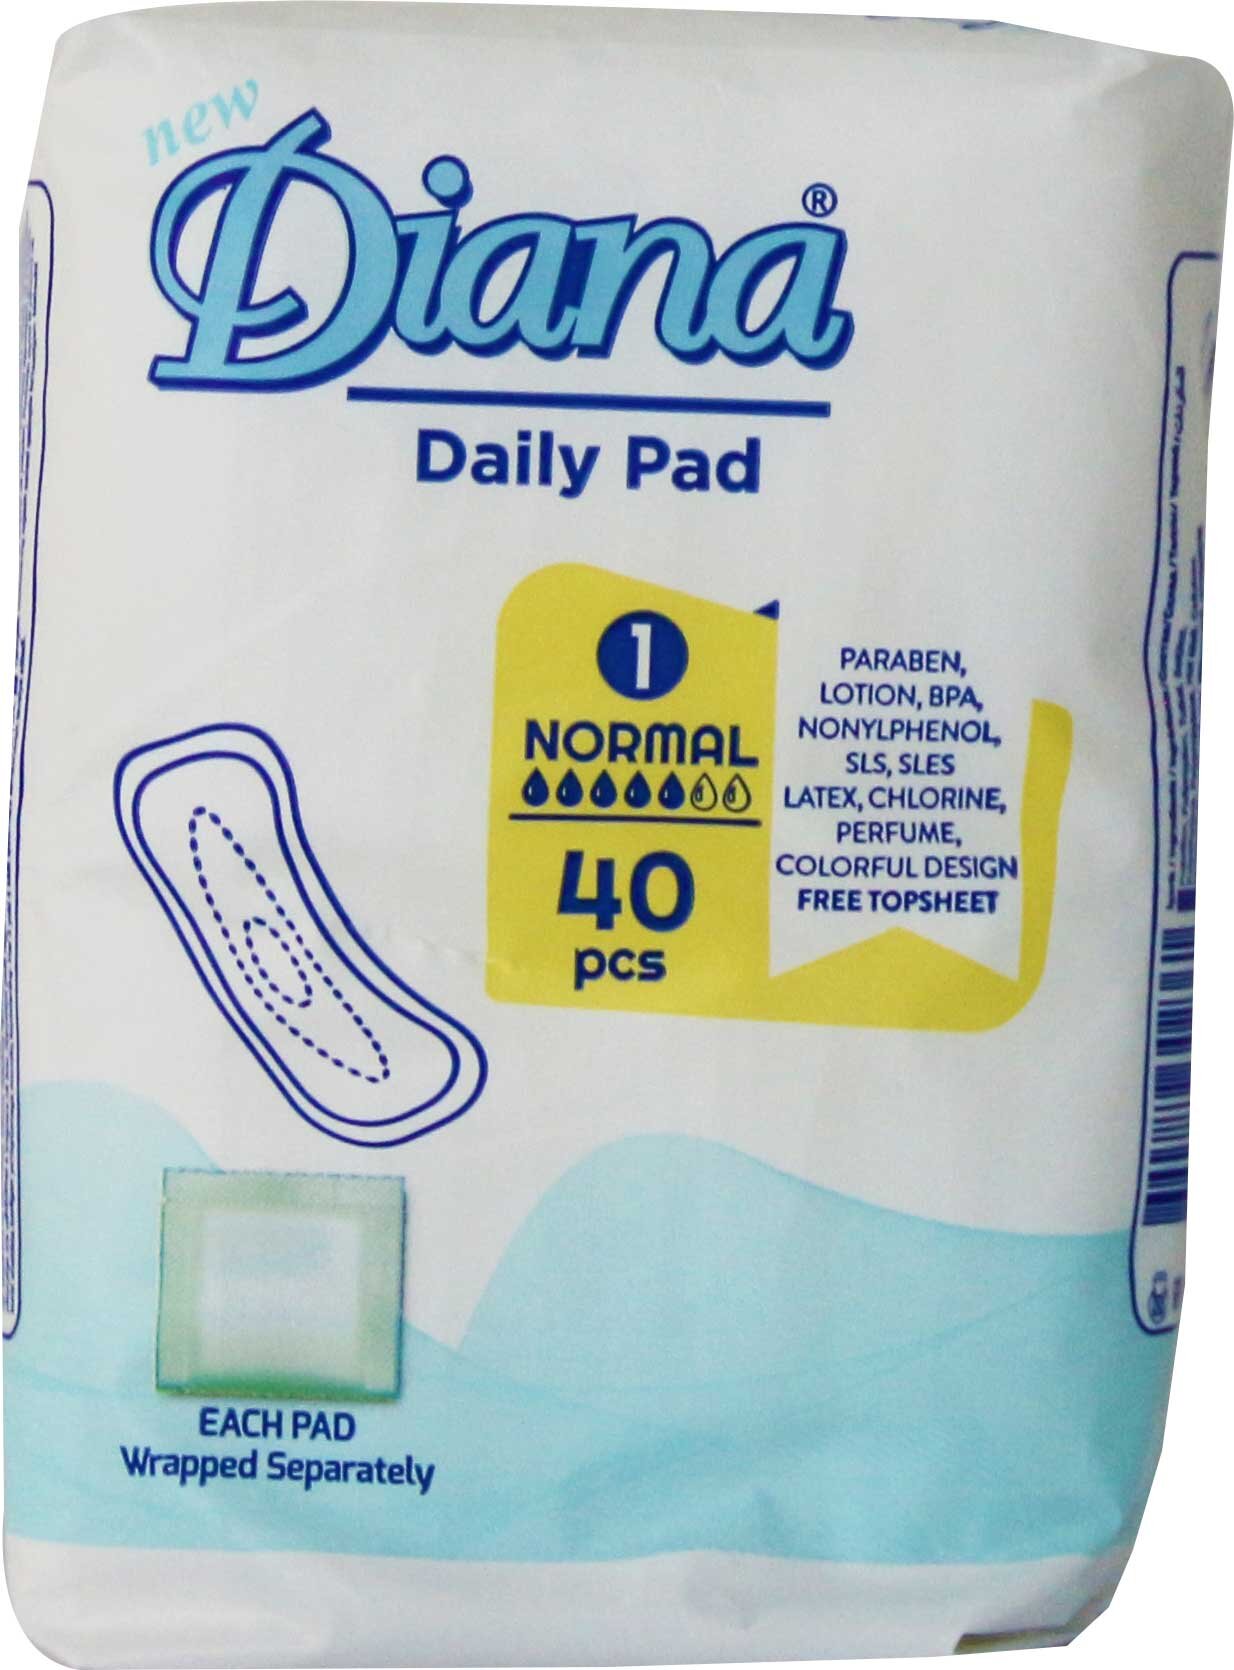 new
Diana®
Daily Pad
1
NORMAL
40
pcs
PARABEN,
LOTION, BPA,
NONYLPHENOL,
SLS, SLES
LATEX, CHLORINE,
PERFUME,
COLORFUL DESIGN
FREE TOPSHEET
EACH PAD
Wrapped Separately